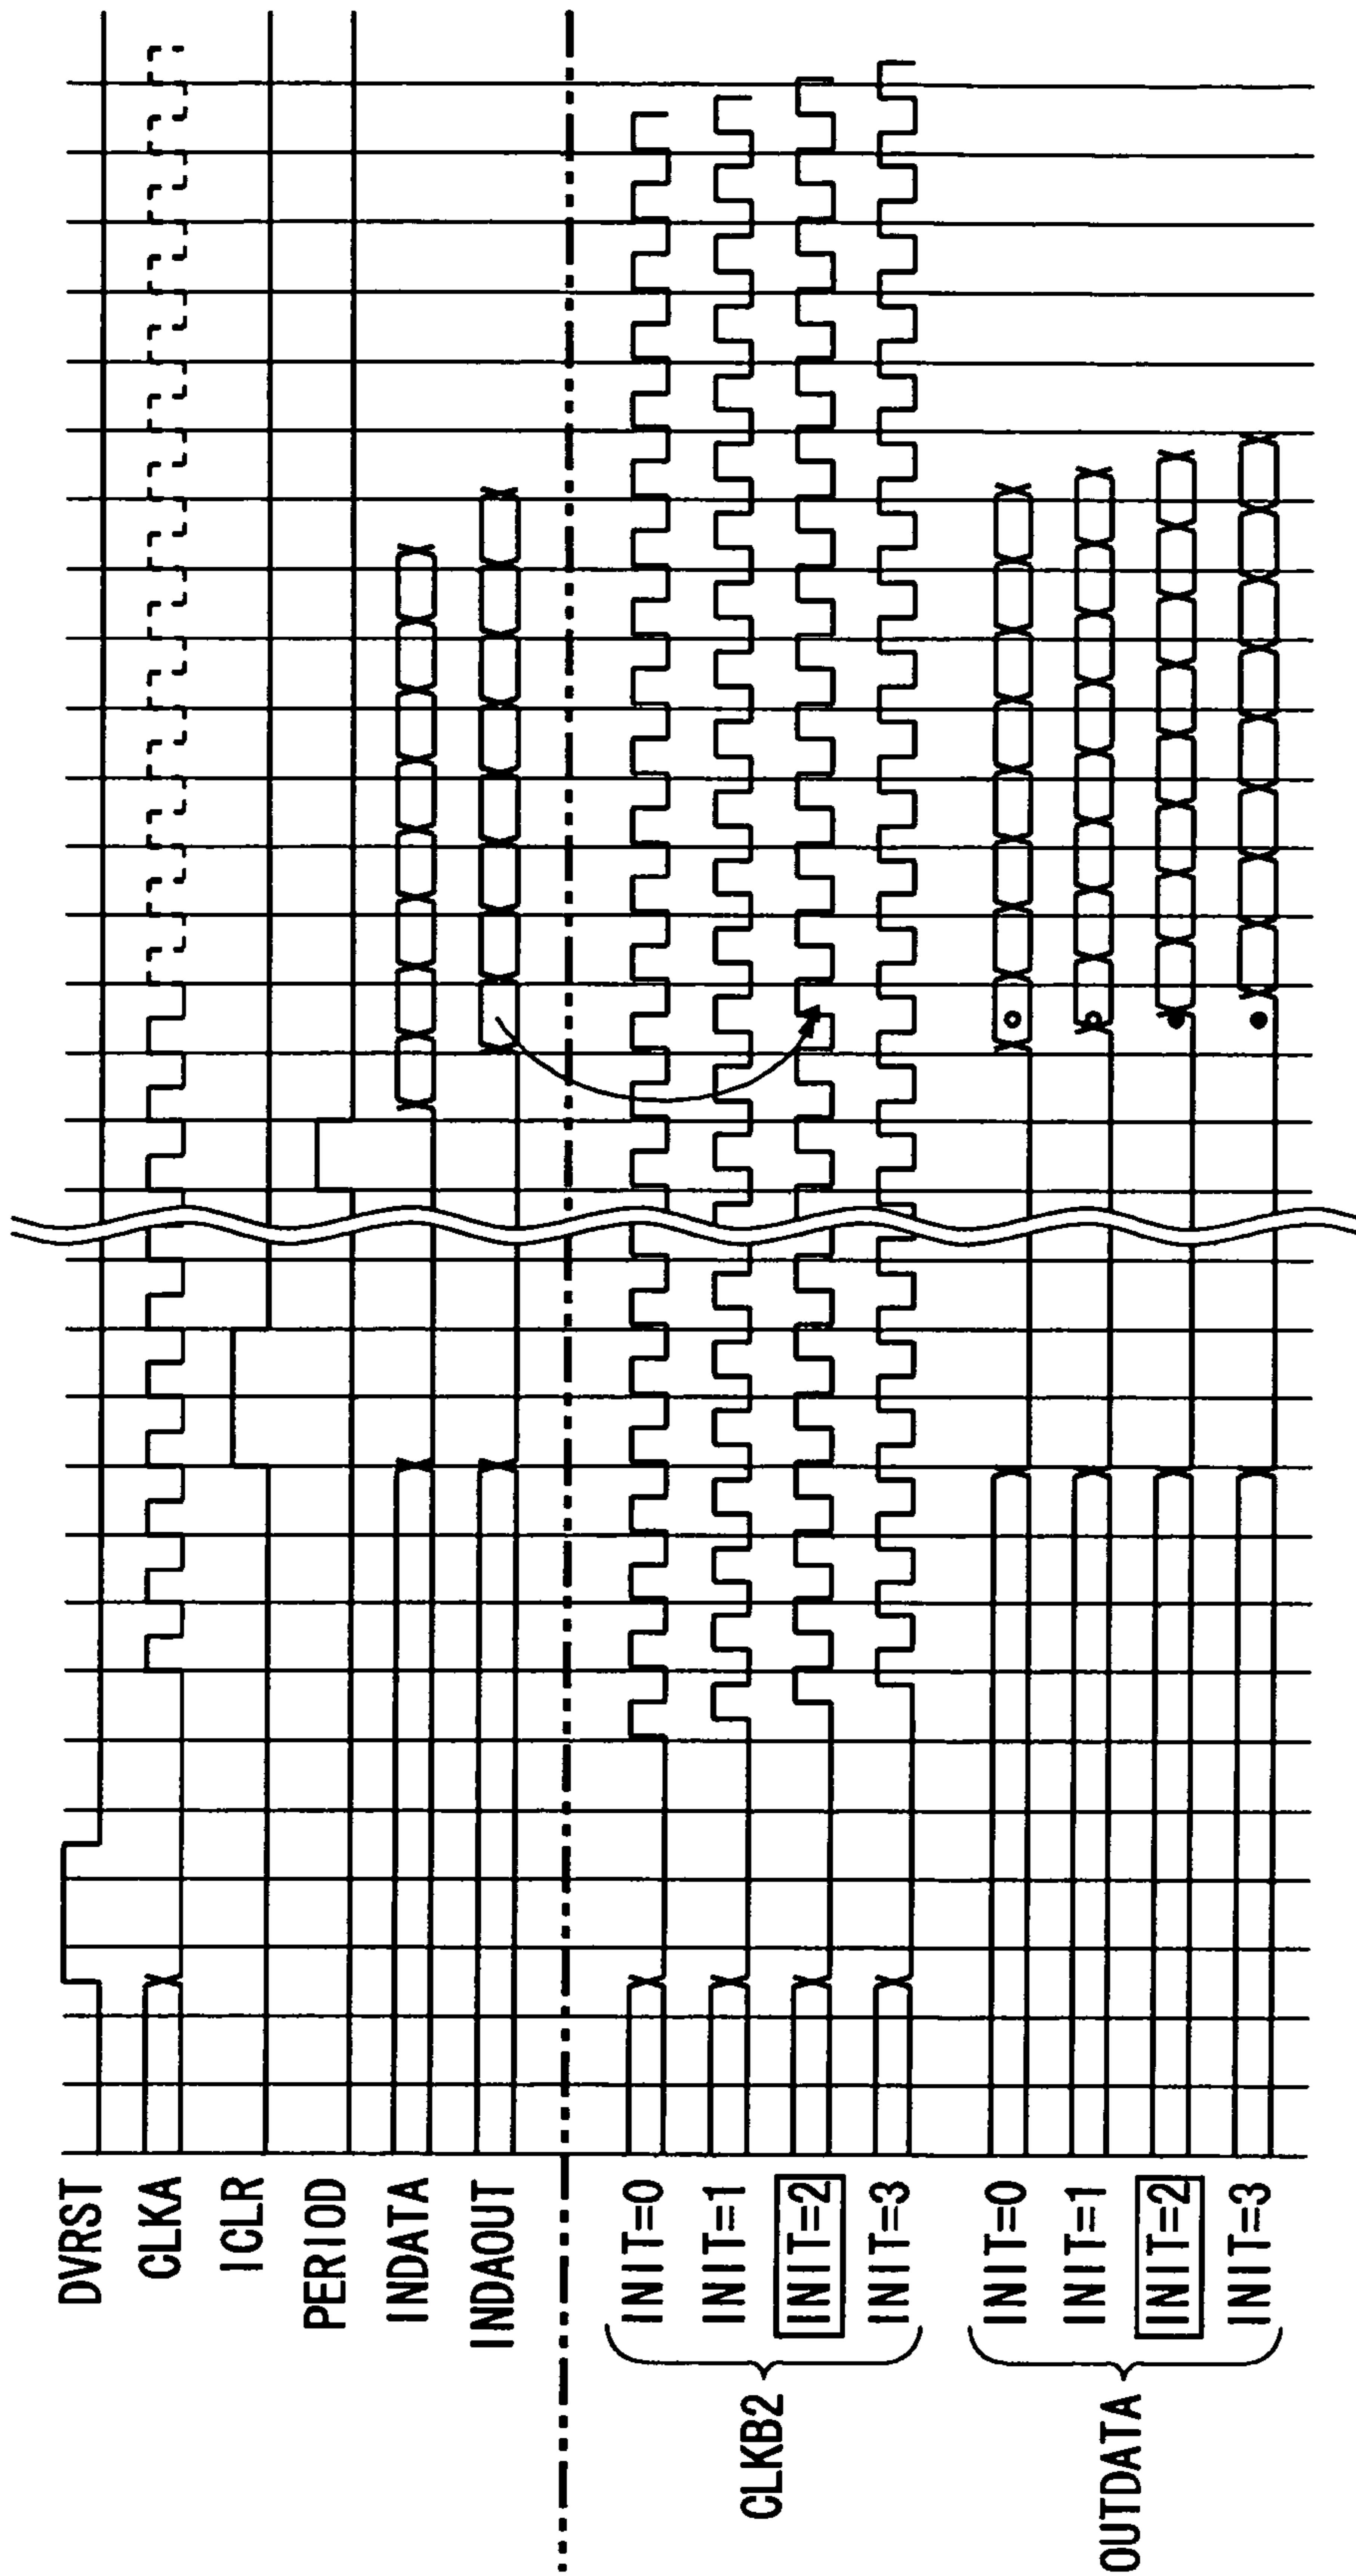 DVRST
CLKA
ICLR
PERIOD
INDATA
INDAOUT
CLKB2
INIT=0
INIT=1
INIT=2
INIT=3
OUTDATA
INIT=0
INIT=1
INIT=2
INIT=3